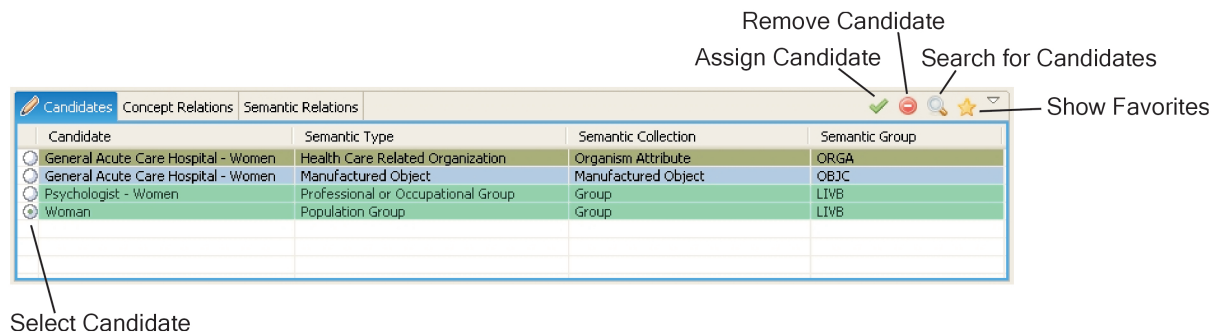 Remove Candidate
Assign Candidate Search for Candidates
Candidates Concept Relations Semantic Relations Show Favorites
Candidate Semantic Type Semantic Collection Semantic Group
General Acute Care Hospital - Women Health Care Related Organization Organism Attribute ORGA
General Acute Care Hospital - Women Manufactured Object Manufactured Object OBJC
Psychologist - Women Professional or Occupational Group Group LIVB
Woman Population Group Group LIVB
Select Candidate